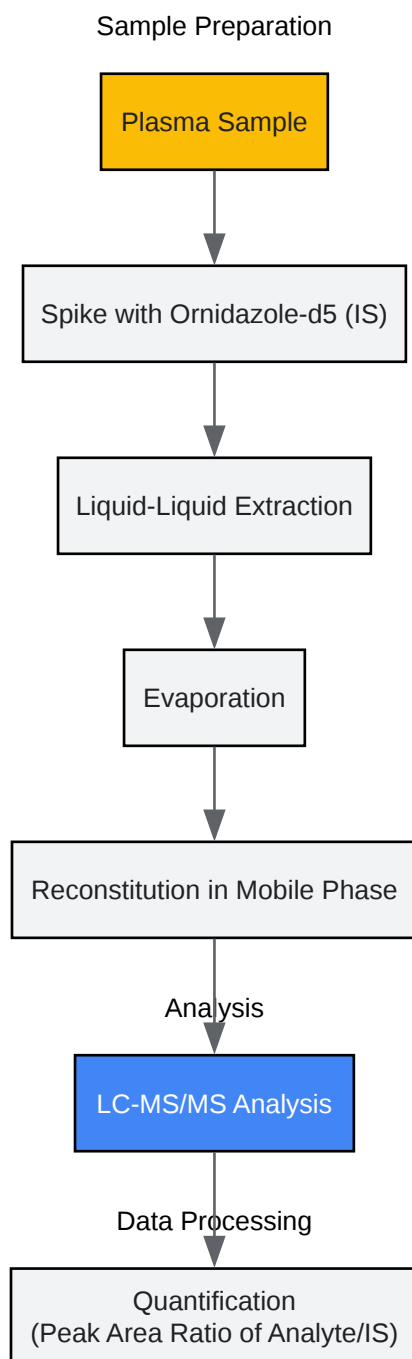 Sample Preparation
Plasma Sample
Spike with Ornidazole-d5 (IS)
Liquid-Liquid Extraction
Evaporation
Reconstitution in Mobile Phase
Analysis
LC-MS/MS Analysis
Data Processing
Quantification
(Peak Area Ratio of Analyte/IS)